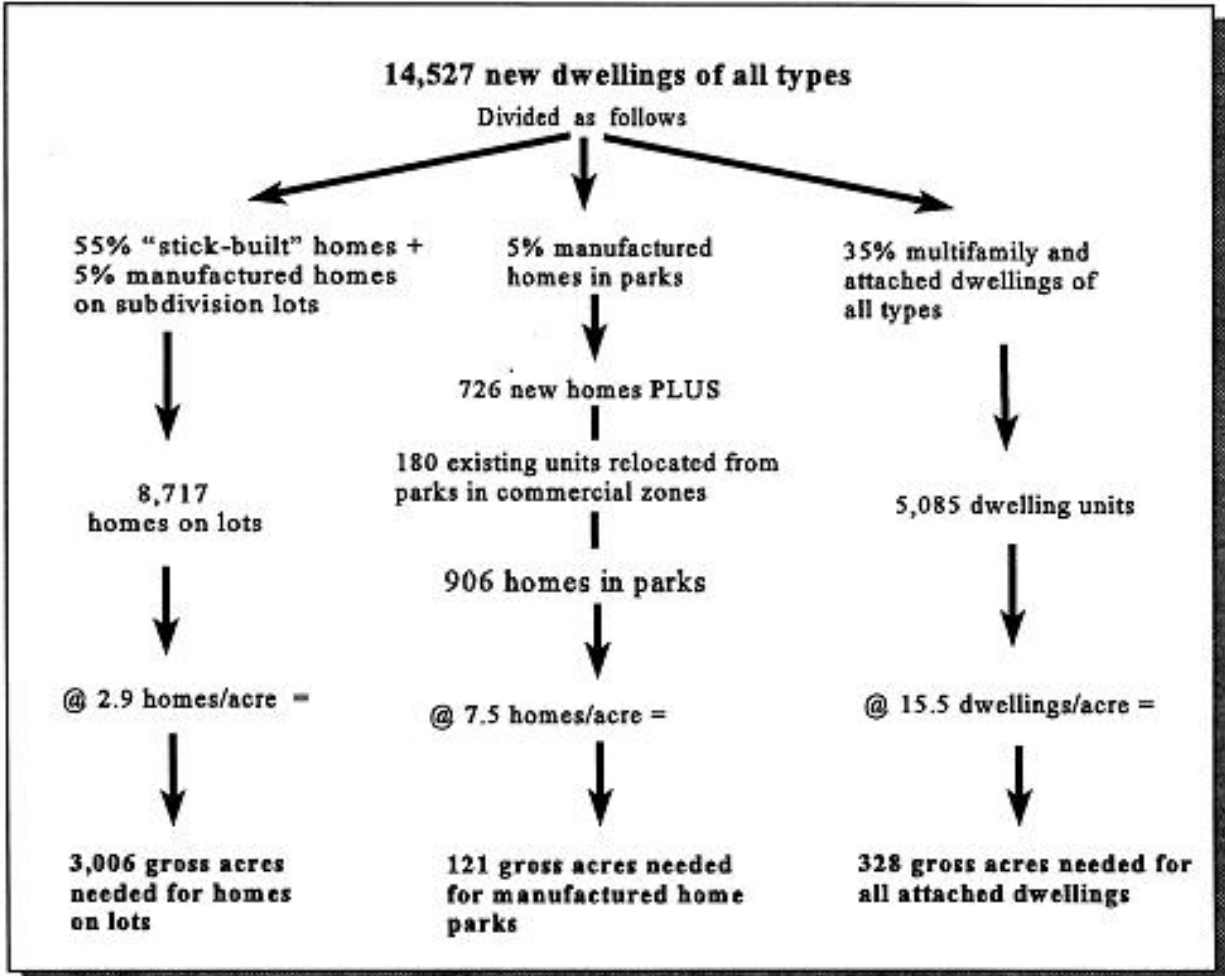 14,527 new dwellings of all types
Divided as follows
55% “stick-built” homes +
5% manufactured homes
on subdivision lots
8,717
homes on lots
@ 2.9 homes/acre =
3,006 gross acres
needed for homes
on lots
5% manufactured
homes in parks
726 new homes PLUS
180 existing units relocated from
parks in commercial zones
906 homes in parks
@ 7.5 homes/acre =
121 gross acres needed
for manufactured home
parks
35% multifamily and
attached dwellings of
all types
5,085 dwelling units
@ 15.5 dwellings/acre =
328 gross acres needed for
all attached dwellings